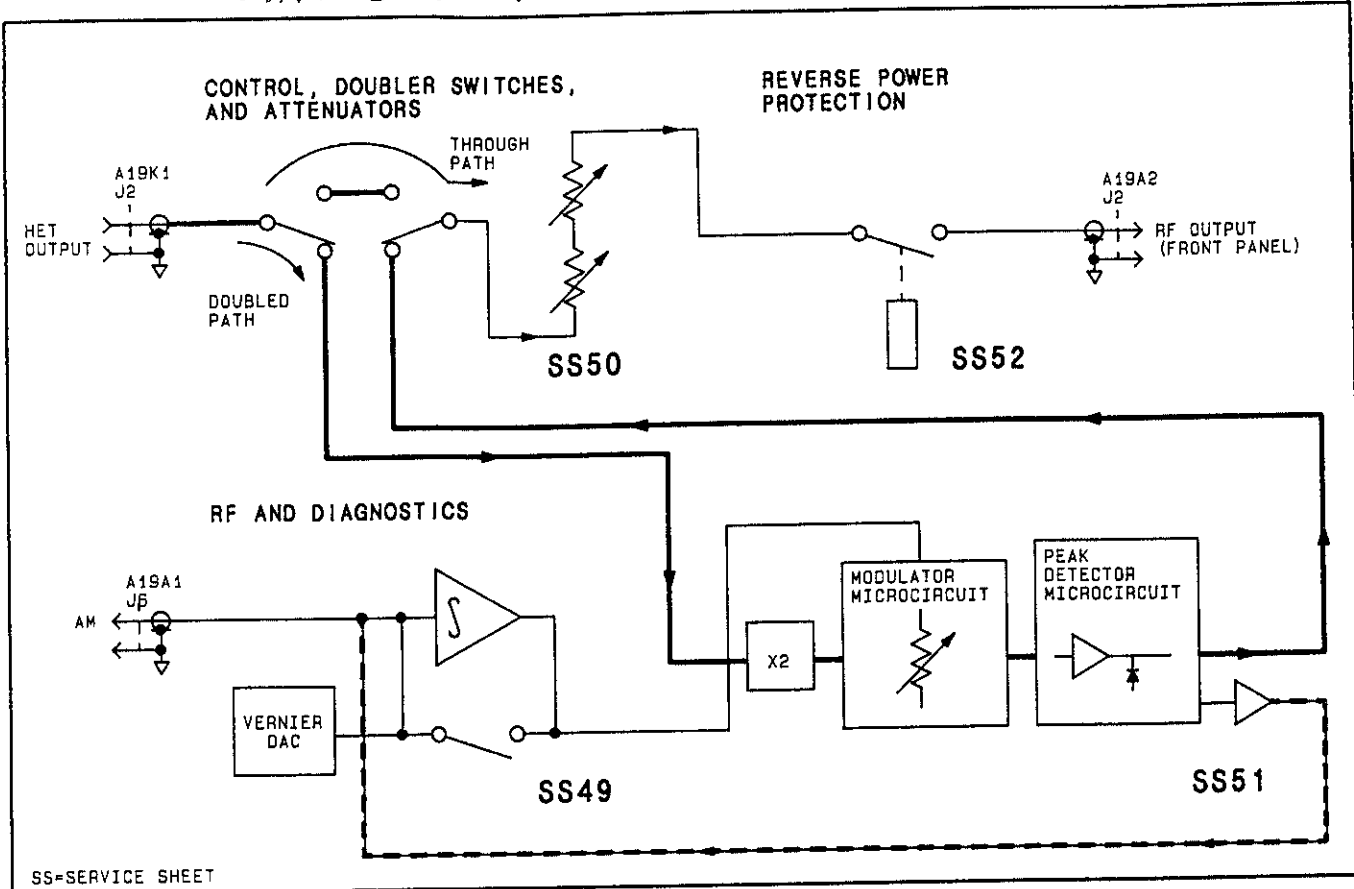 CONTROL, DOUBLER SWITCHES,
AND ATTENUATORS
REVERSE POWER
PROTECTION
THROUGH
PATH
A19K1
J2
HET
OUTPUT
DOUBLED
PATH
SS50
A19A2
J2
RF OUTPUT
(FRONT PANEL)
SS52
RF AND DIAGNOSTICS
A19A1
AM
VERNIER
DAC
SS49
X2
MODULATOR
MICROCIRCUIT
PEAK
DETECTOR
MICROCIRCUIT
SS51
SS=SERVICE SHEET